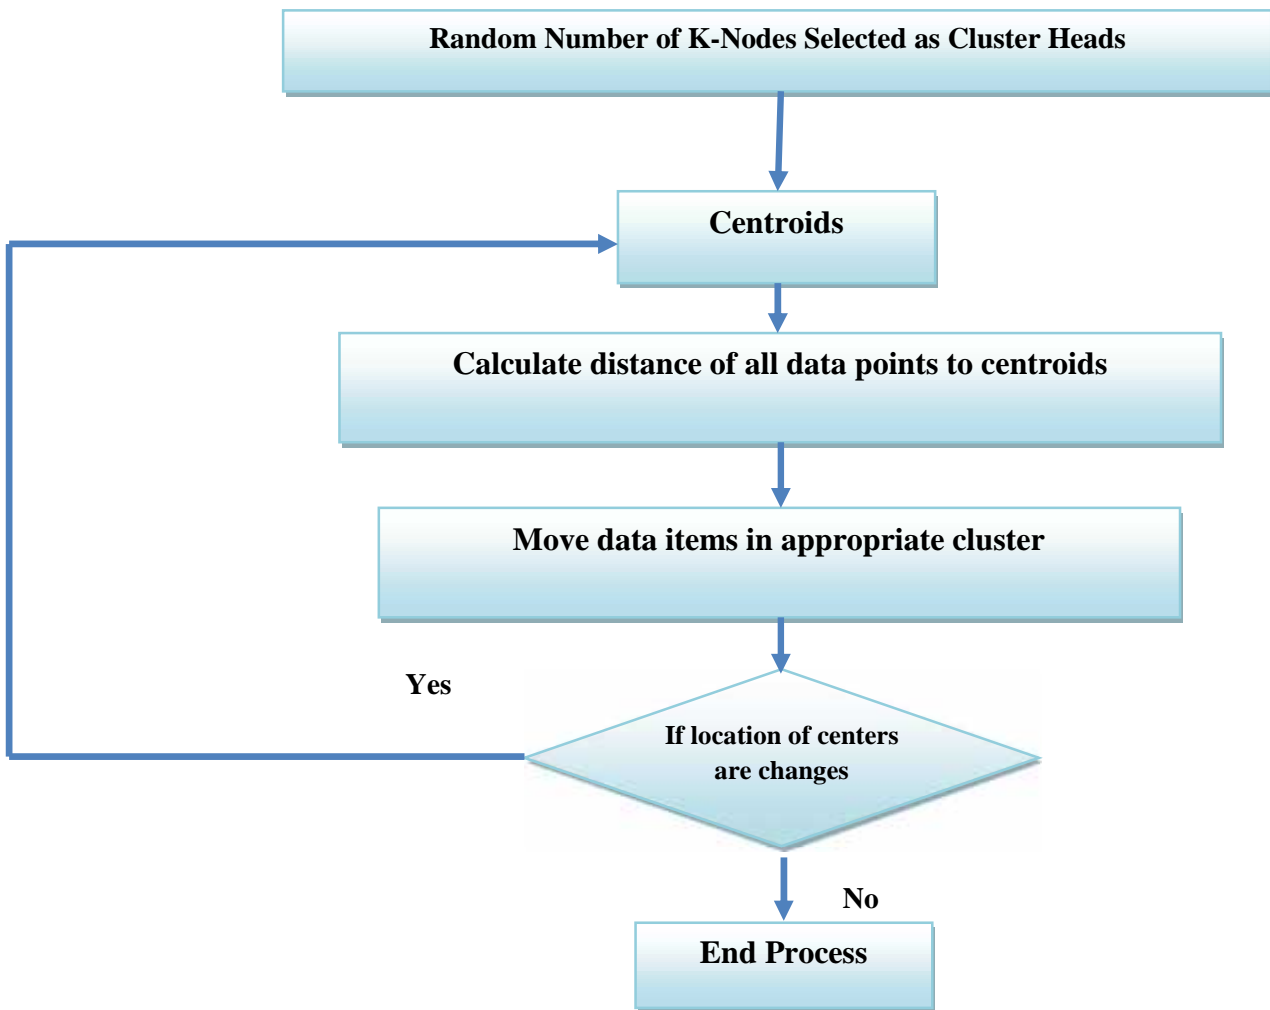 Random Number of K-Nodes Selected as Cluster Heads
Centroids
Calculate distance of all data points to centroids
Move data items in appropriate cluster
Yes
If location of centers
are changes
No
End Process